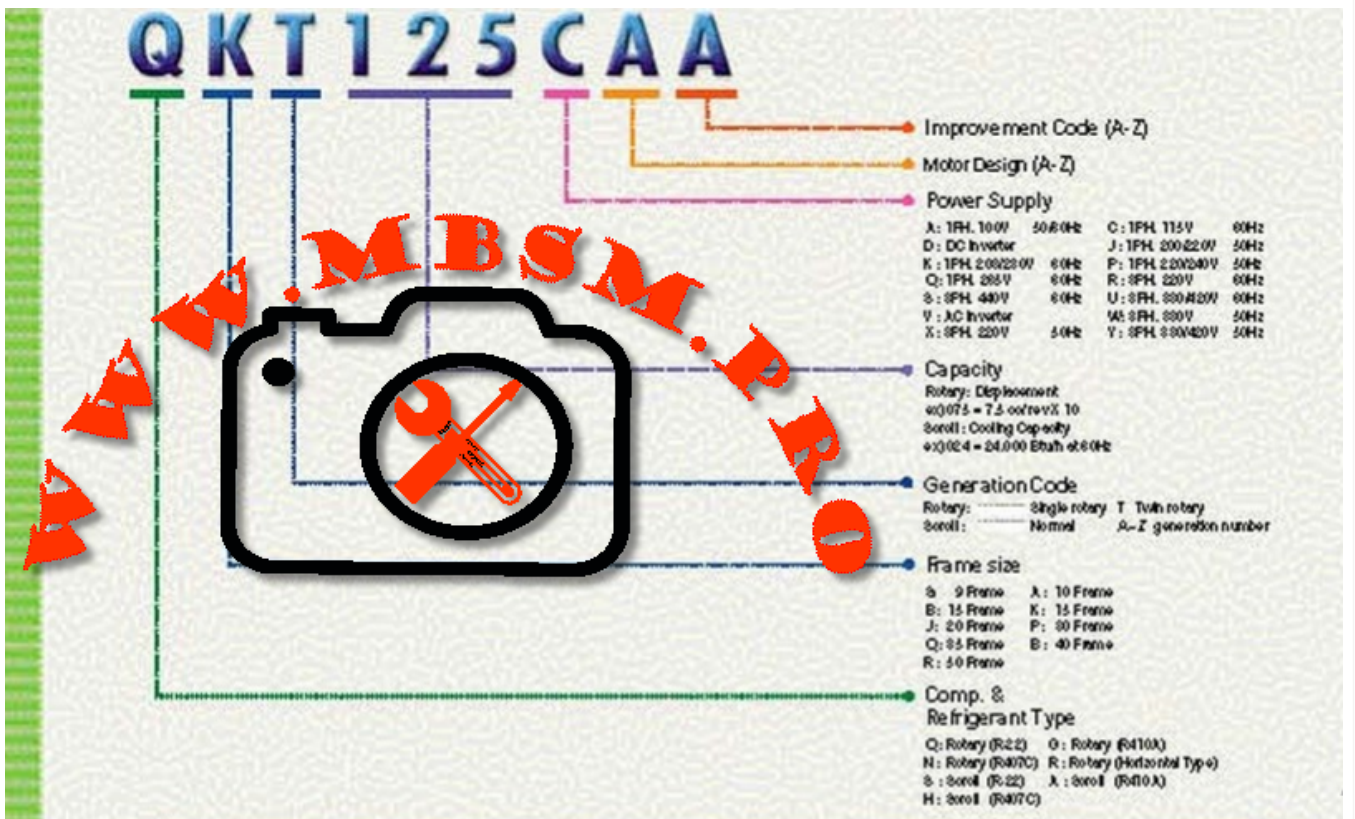 QKT125CAA
Improvement Code (A-Z)
Motor Design (A-Z)
Power Supply
A: 1PH, 100V 50/60Hz C: 1PH, 115V 60Hz
D: DC Inverter J: 1PH, 200/220V 50Hz
K: 1PH, 208/230V 60Hz P: 1PH, 220/240V 50Hz
Q: 1PH, 265V 60Hz R: 3PH, 220V 60Hz
S: 3PH, 440V 60Hz U: 3PH, 380/420V 60Hz
V: AC Inverter W: 3PH, 380V 50Hz
X: 3PH, 220V 50Hz Y: 3PH, 380/420V 50Hz
WWW.MBSM.PRO
Capacity
Rotary: Displacement
ex)075 = 7.5 cc/rev X 10
Scroll: Cooling Capacity
ex)024 = 24,000 Btu/h at 60Hz
Generation Code
Rotary: Single rotary T Twin rotary
Scroll: Normal A-Z generation number
Frame size
S 9 Frame A: 10 Frame
B: 15 Frame K: 15 Frame
J: 20 Frame P: 30 Frame
Q: 35 Frame B: 40 Frame
R: 50 Frame
Comp. &
Refrigerant Type
Q: Rotary (R-22) G: Rotary (R410A)
N: Rotary (R407C) R: Rotary (Horizontal Type)
S: Scroll (R-22) A: Scroll (R410A)
H: Scroll (R407C)